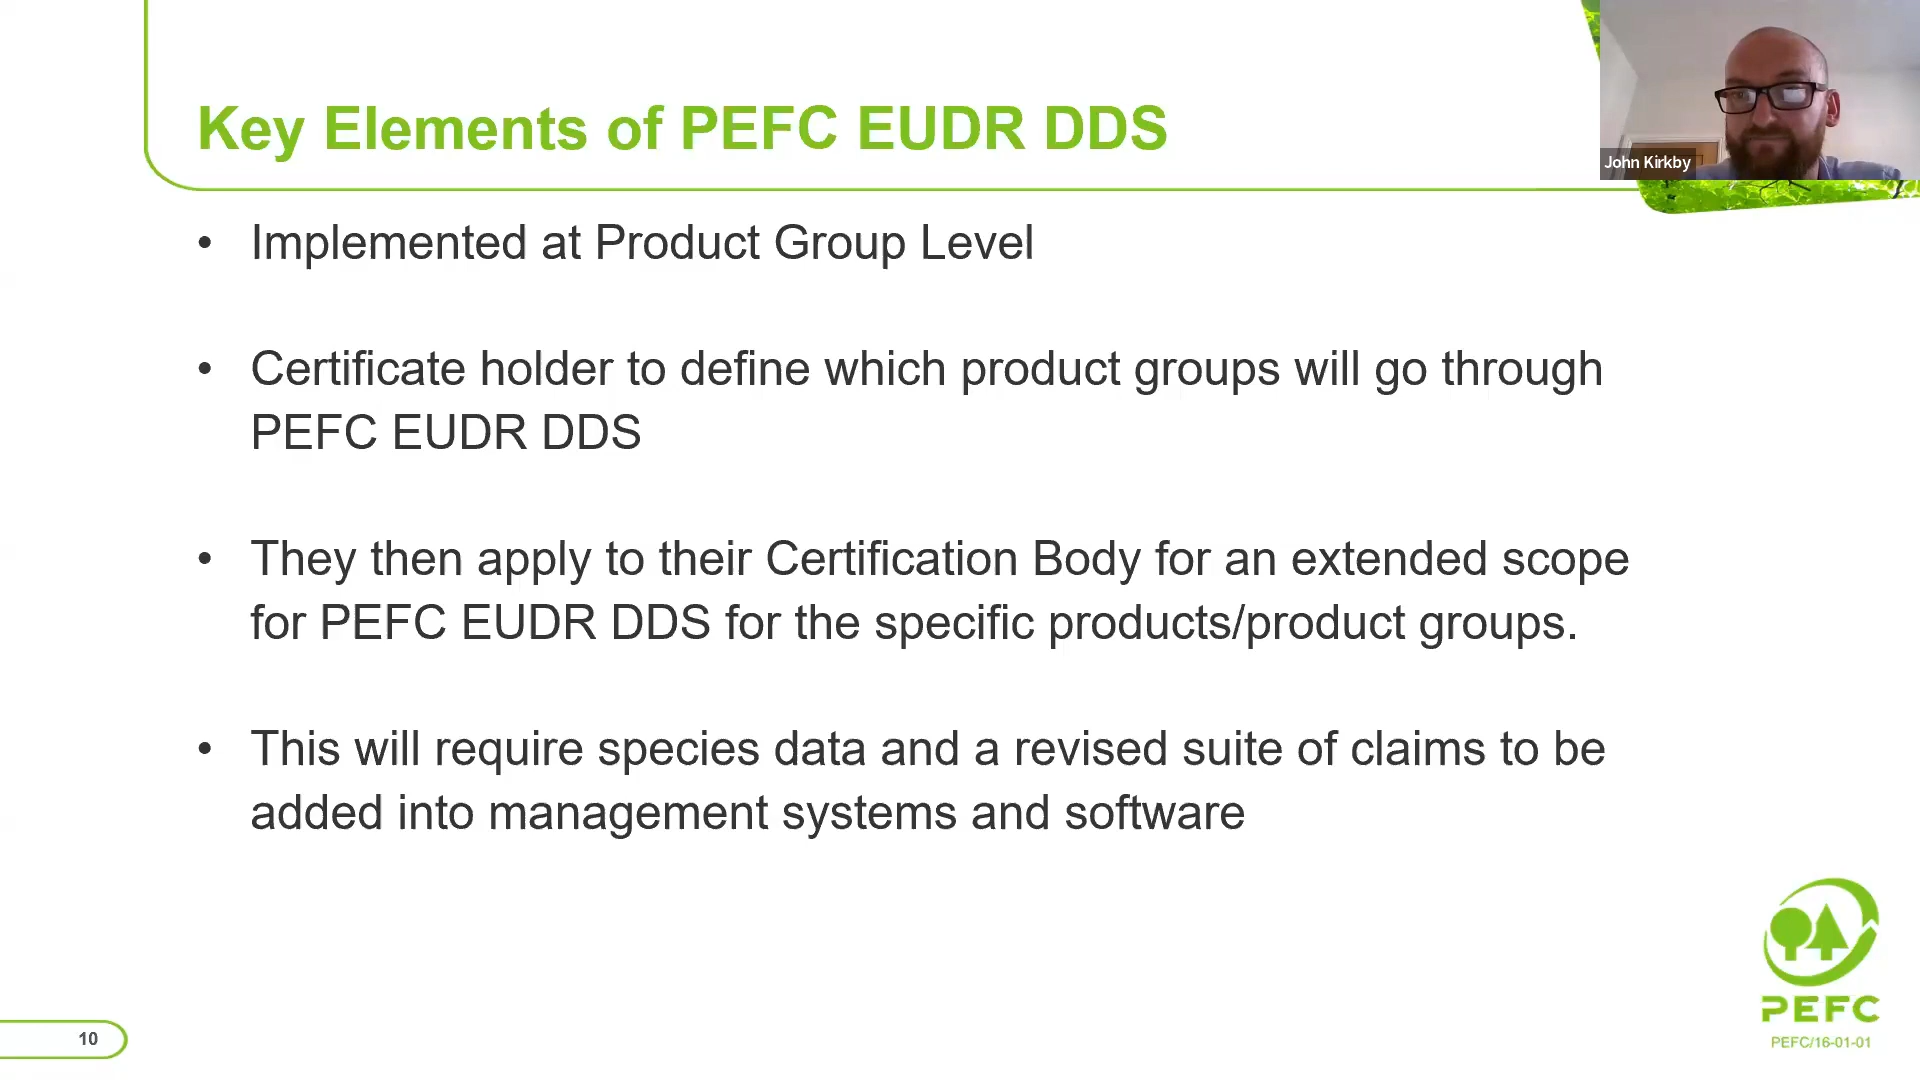 Key Elements of PEFC EUDR DDS
John Kirkby
• Implemented at Product Group Level
• Certificate holder to define which product groups will go through
PEFC EUDR DDS
• They then apply to their Certification Body for an extended scope
for PEFC EUDR DDS for the specific products/product groups.
• This will require species data and a revised suite of claims to be
added into management systems and software
PEFC
PEFC/16-01-01
10